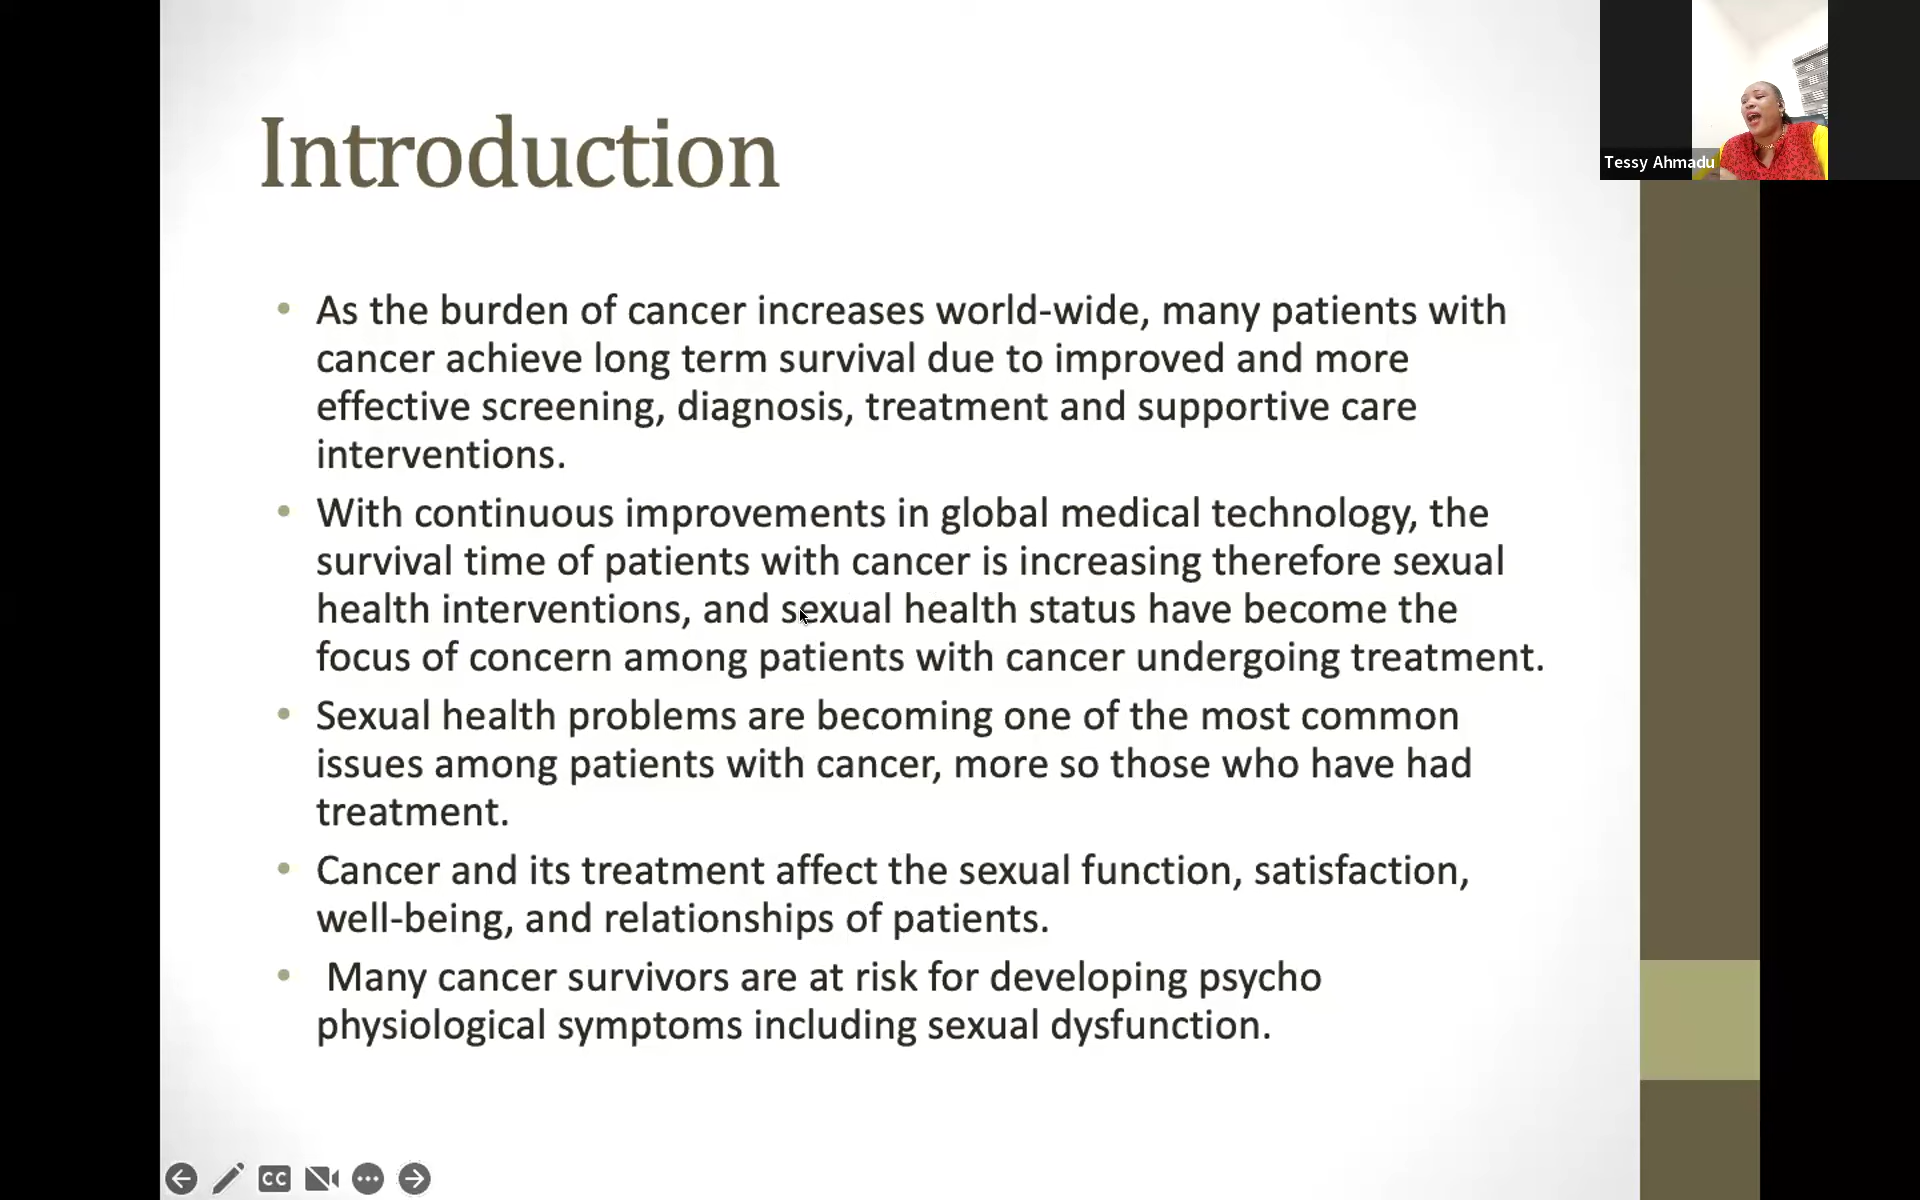 Introduction
Tessy Ahmadu
• As the burden of cancer increases world-wide, many patients with
cancer achieve long term survival due to improved and more
effective screening, diagnosis, treatment and supportive care
interventions.
• With continuous improvements in global medical technology, the
survival time of patients with cancer is increasing therefore sexual
health interventions, and sexual health status have become the
focus of concern among patients with cancer undergoing treatment.
• Sexual health problems are becoming one of the most common
issues among patients with cancer, more so those who have had
treatment.
• Cancer and its treatment affect the sexual function, satisfaction,
well-being, and relationships of patients.
• Many cancer survivors are at risk for developing psycho
physiological symptoms including sexual dysfunction.
CC